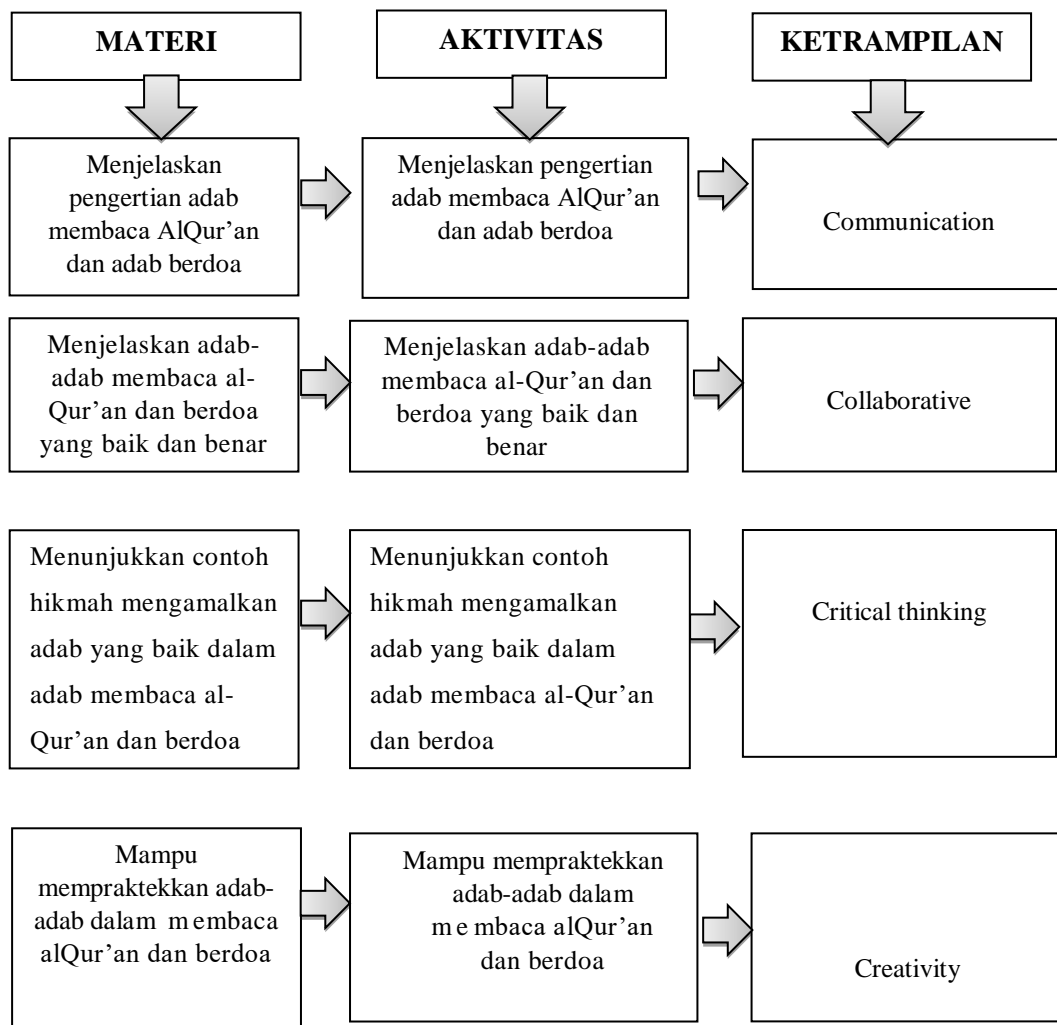 MATERI
AKTIVITAS
KETRAMPILAN
Menjelaskan
pengertian adab
membaca AlQur’an
dan adab berdoa
Menjelaskan pengertian
adab membaca AlQur’an
dan adab berdoa
Communication
Menjelaskan adab-
adab membaca al-
Qur’an dan berdoa
yang baik dan benar
Menjelaskan adab-adab
membaca al-Qur’an dan
berdoa yang baik dan
benar
Collaborative
Menunjukkan contoh
hikmah mengamalkan
adab yang baik dalam
adab membaca al-
Qur’an dan berdoa
Menunjukkan contoh
hikmah mengamalkan
adab yang baik dalam
adab membaca al-Qur’an
dan berdoa
Critical thinking
Mampu
mempraktekkan adab-
adab dalam membaca
alQur’an dan berdoa
Mampu mempraktekkan
adab-adab dalam
membaca alQur’an
dan berdoa
Creativity